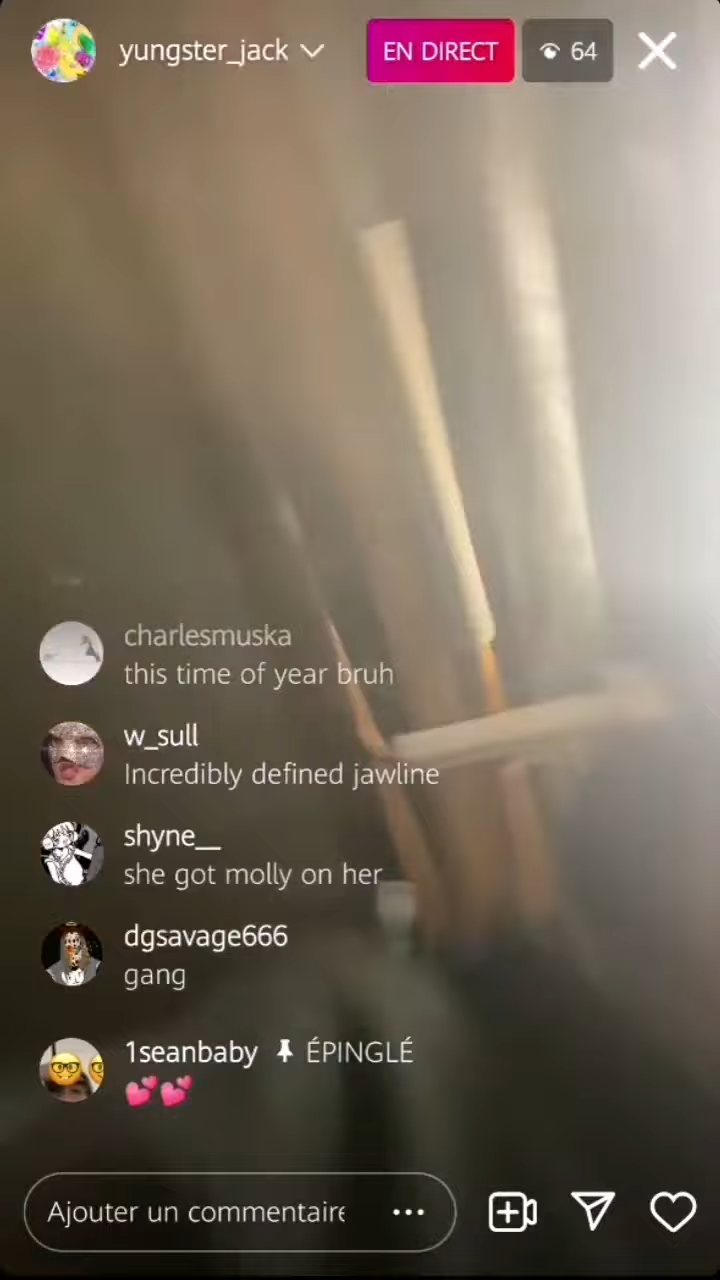 yungster_jack
EN DIRECT
64
charlesmuska
this time of year bruh
w_sull
Incredibly defined jawline
shyne__
she got molly on her
dgsavage666
gang
1seanbaby ÉPINGLÉ
💕💕
Ajouter un commentaire